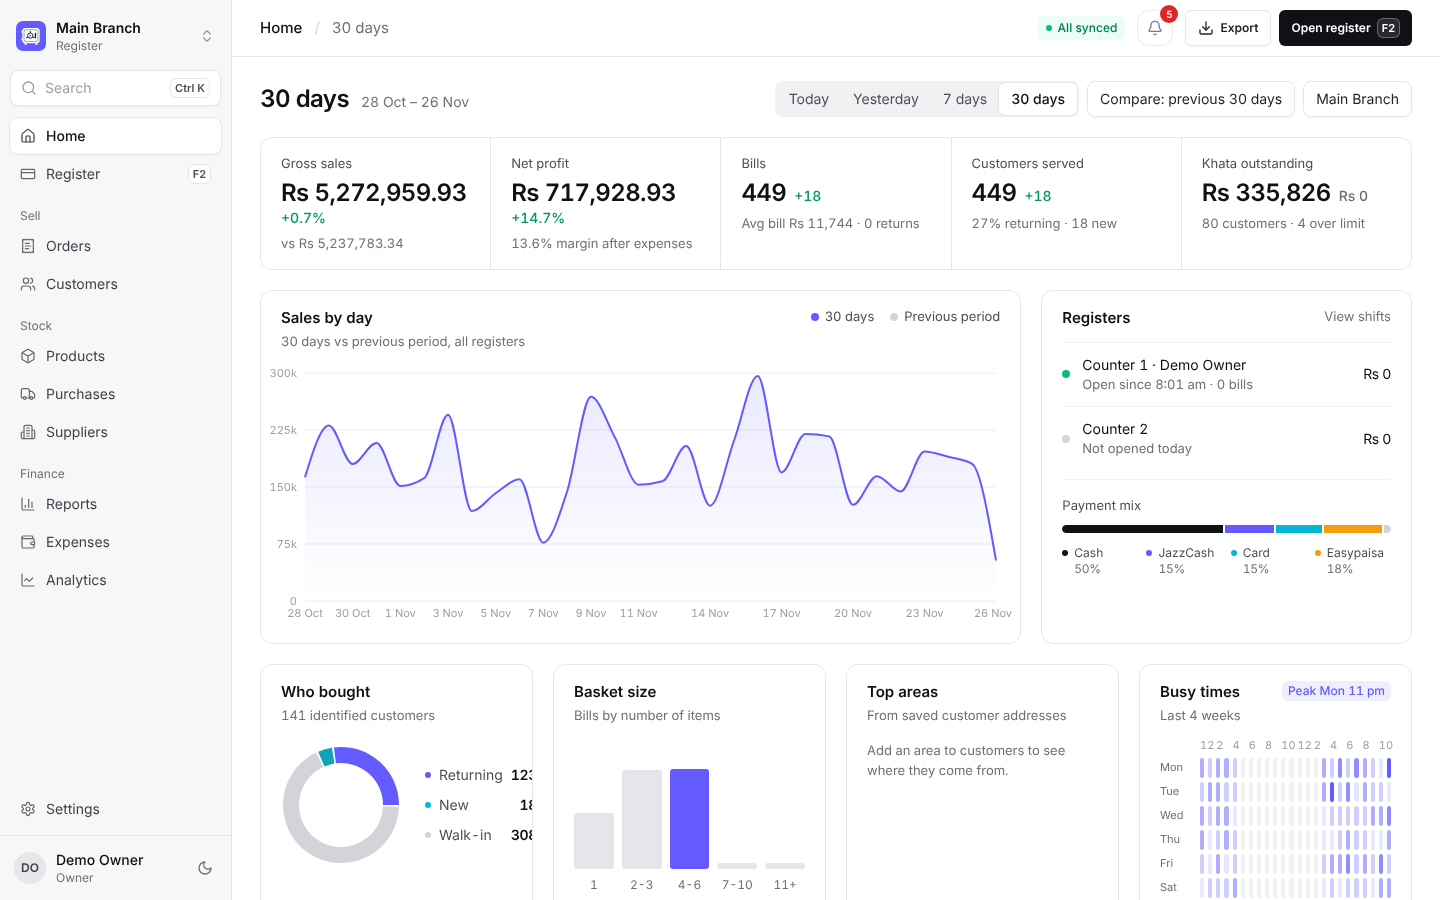 Main Branch
Register
Search
Ctrl K
Home
Register
F2
Sell
Orders
Customers
Stock
Products
Purchases
Suppliers
Finance
Reports
Expenses
Analytics
Settings
DO
Demo Owner
Owner
Home / 30 days
All synced
5
Export
Open register F2
30 days 28 Oct – 26 Nov
Today Yesterday 7 days 30 days
Compare: previous 30 days
Main Branch
Gross sales
Rs 5,272,959.93
+0.7%
vs Rs 5,237,783.34
Net profit
Rs 717,928.93
+14.7%
13.6% margin after expenses
Bills
449 +18
Avg bill Rs 11,744 · 0 returns
Customers served
449 +18
27% returning · 18 new
Khata outstanding
Rs 335,826 Rs 0
80 customers · 4 over limit
Sales by day
30 days vs previous period, all registers
30 days Previous period
300k
225k
150k
75k
0
28 Oct 30 Oct 1 Nov 3 Nov 5 Nov 7 Nov 9 Nov 11 Nov 14 Nov 17 Nov 20 Nov 23 Nov 26 Nov
Registers
View shifts
Counter 1 · Demo Owner
Open since 8:01 am · 0 bills
Rs 0
Counter 2
Not opened today
Rs 0
Payment mix
Cash JazzCash Card Easypaisa
50% 15% 15% 18%
Who bought
141 identified customers
Returning 123
New 18
Walk-in 308
Basket size
Bills by number of items
1 2-3 4-6 7-10 11+
Top areas
From saved customer addresses
Add an area to customers to see
where they come from.
Busy times
Peak Mon 11 pm
Last 4 weeks
12 2 4 6 8 10 12 2 4 6 8 10
Mon
Tue
Wed
Thu
Fri
Sat